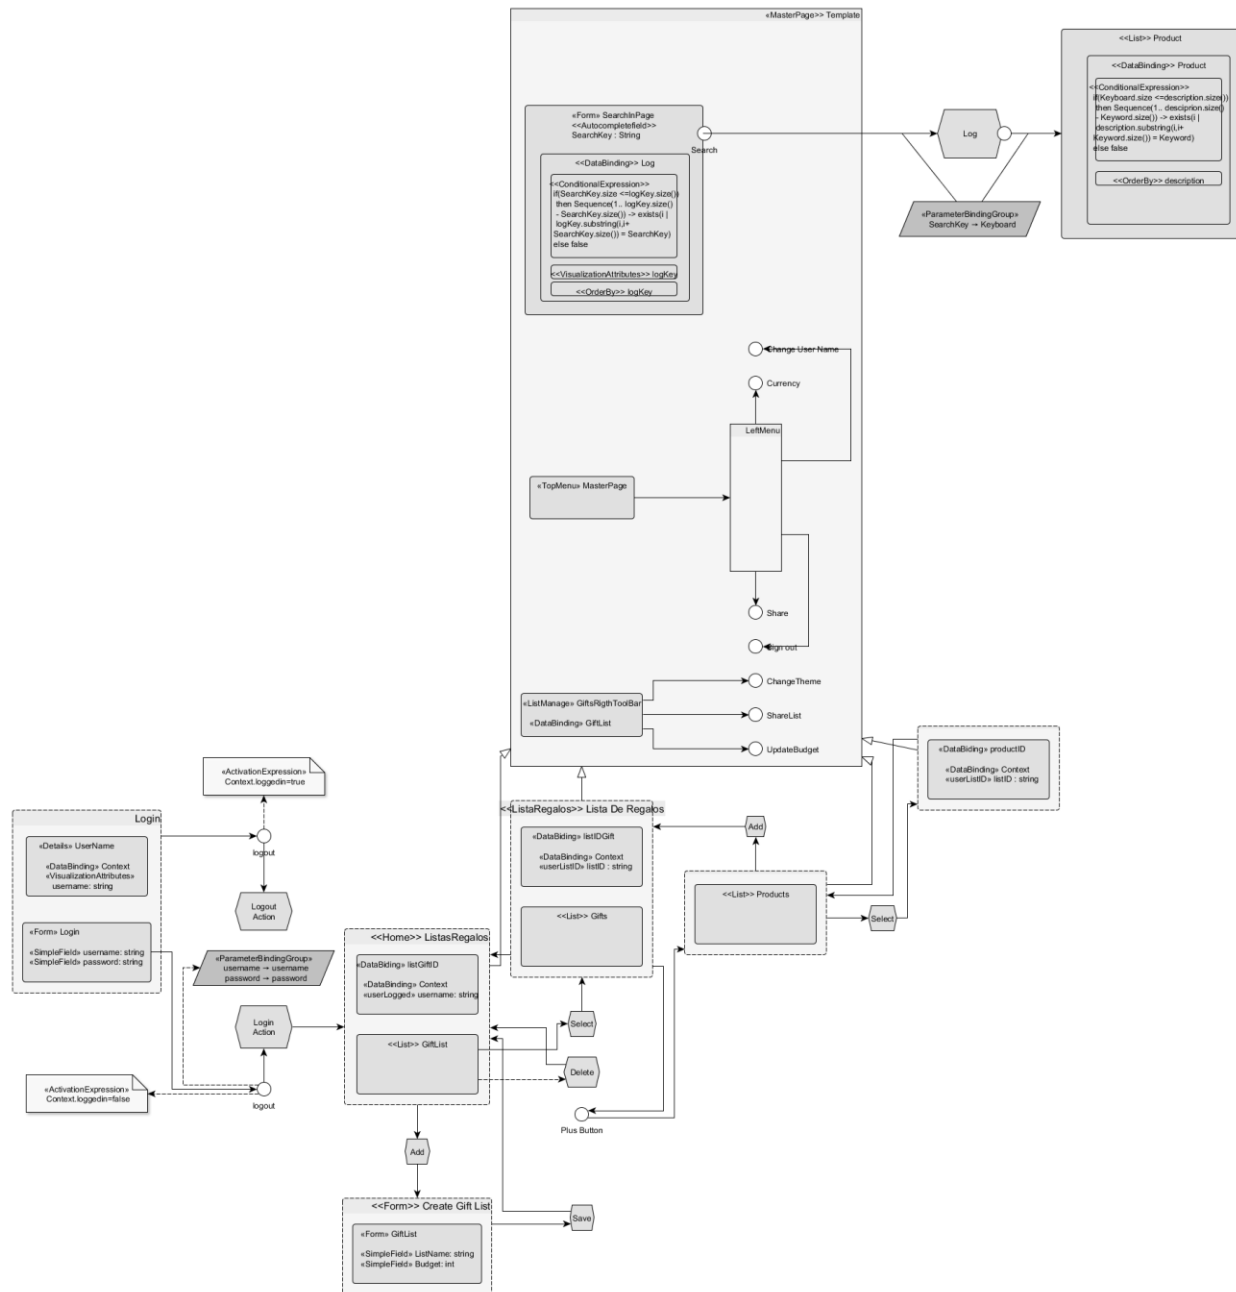 «MasterPage>> Template
«Form» SearchInPage
<<Autocompletefield>>
SearchKey : String
Search
<<DataBinding>> Log
<<ConditionalExpression>>
if(SearchKey.size <=logKey.size())
then Sequence(1.. logKey.size()
- SearchKey.size()) -> exists(i |
logKey.substring(i,i+
SearchKey.size()) = SearchKey)
else false
<<VisualizationAttributes>> logKey
<<OrderBy>> logKey
Log
«ParameterBindingGroup»
SearchKey → Keyboard
<<List>> Product
<<DataBinding>> Product
<<ConditionalExpression>>
if(Keyboard.size <=description.size())
then Sequence(1.. desciprion.size()
- Keyword.size()) -> exists(i |
description.substring(i,i+
Keyword.size()) = Keyword)
else false
<<OrderBy>> description
Change User Name
Currency
LeftMenu
«TopMenu» MasterPage
Share
Sign out
«ListManage» GiftsRigthToolBar
«DataBinding» GiftList
ChangeTheme
ShareList
UpdateBudget
«DataBiding» productID
«DataBinding» Context
«userListID» listID : string
«ActivationExpression»
Context.loggedin=true
Login
«Details» UserName
«DataBinding» Context
«VisualizationAttributes»
username: string
logout
Logout
Action
«Form» Login
«SimpleField» username: string
«SimpleField» password: string
«ParameterBindingGroup»
username → username
password → password
Login
Action
«ActivationExpression»
Context.loggedin=false
logout
<<ListaRegalos>> Lista De Regalos
«DataBiding» listIDGift
«DataBinding» Context
«userListID» listID : string
<<List>> Gifts
Add
<<List>> Products
Select
<<Home>> ListasRegalos
«DataBiding» listGiftID
«DataBinding» Context
«userLogged» username: string
<<List>> GiftList
Select
Delete
Plus Button
Add
<<Form>> Create Gift List
«Form» GiftList
«SimpleField» ListName: string
«SimpleField» Budget: int
Save